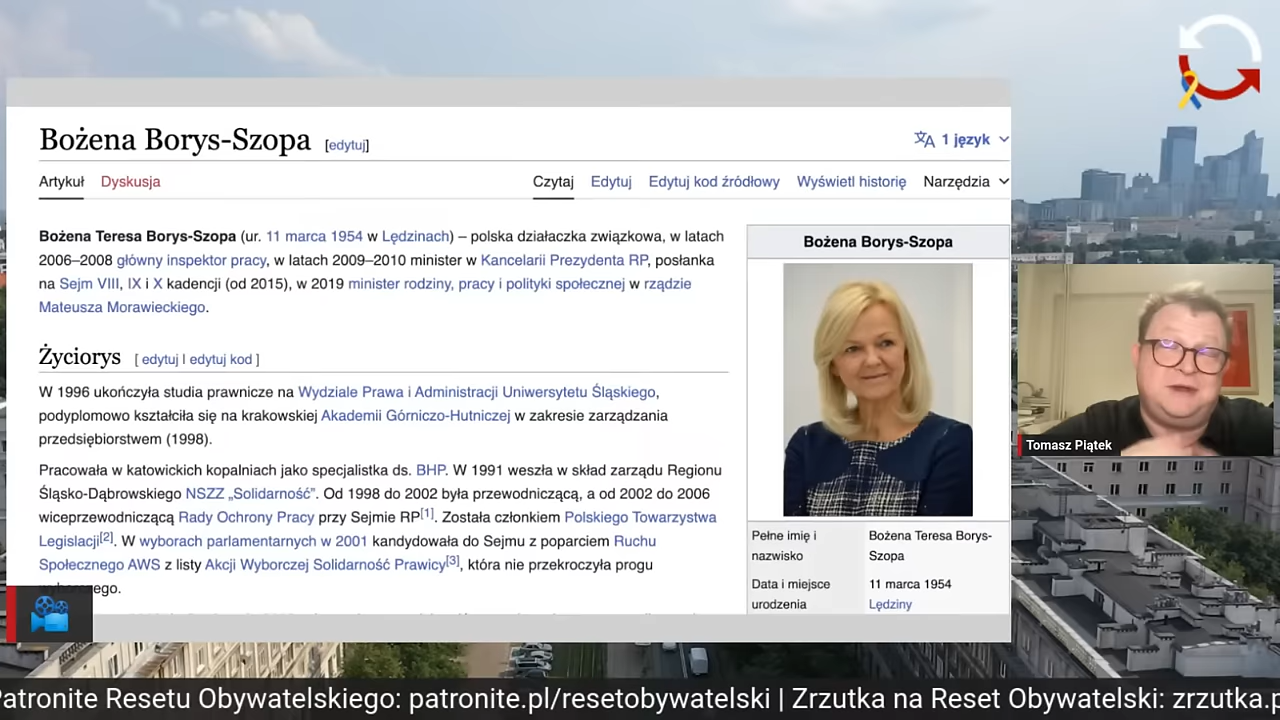 Bożena Borys-Szopa [edytuj]
1 język
Artykuł Dyskusja Czytaj Edytuj Edytuj kod źródłowy Wyświetl historię Narzędzia
Bożena Teresa Borys-Szopa (ur. 11 marca 1954 w Lędzinach) – polska działaczka związkowa, w latach
2006–2008 główny inspektor pracy, w latach 2009–2010 minister w Kancelarii Prezydenta RP, posłanka
na Sejm VIII, IX i X kadencji (od 2015), w 2019 minister rodziny, pracy i polityki społecznej w rządzie
Mateusza Morawieckiego.
Życiorys [ edytuj | edytuj kod ]
W 1996 ukończyła studia prawnicze na Wydziale Prawa i Administracji Uniwersytetu Śląskiego,
podyplomowo kształciła się na krakowskiej Akademii Górniczo-Hutniczej w zakresie zarządzania
przedsiębiorstwem (1998).
Pracowała w katowickich kopalniach jako specjalistka ds. BHP. W 1991 weszła w skład zarządu Regionu
Śląsko-Dąbrowskiego NSZZ „Solidarność”. Od 1998 do 2002 była przewodniczącą, a od 2002 do 2006
wiceprzewodniczącą Rady Ochrony Pracy przy Sejmie RP[1]. Została członkiem Polskiego Towarzystwa
Legislacji[2]. W wyborach parlamentarnych w 2001 kandydowała do Sejmu z poparciem Ruchu
Społecznego AWS z listy Akcji Wyborczej Solidarność Prawicy[3], która nie przekroczyła progu
wyborczego.
Bożena Borys-Szopa
Pełne imię i nazwisko
Bożena Teresa Borys-Szopa
Data i miejsce urodzenia
11 marca 1954
Lędziny
Tomasz Piątek
Patronite Resetu Obywatelskiego: patronite.pl/resetobywatelski | Zrzutka na Reset Obywatelski: zrzutka.p